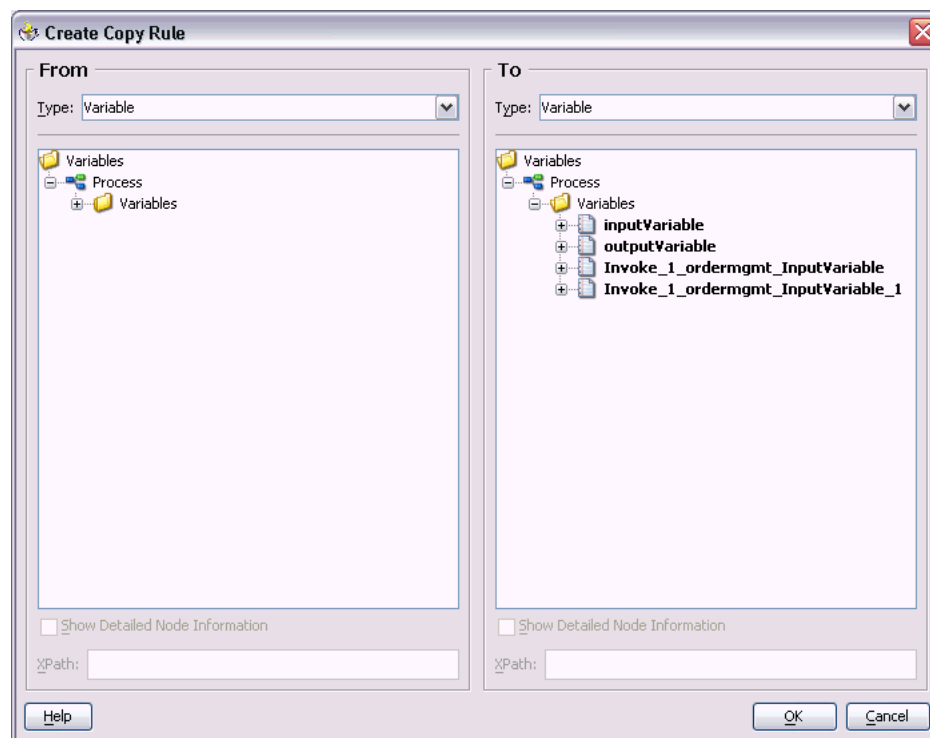 Create Copy Rule
From
Type: Variable
Variables
Process
Variables
Show Detailed Node Information
XPath:
To
Type: Variable
Variables
Process
Variables
inputVariable
outputVariable
Invoke_1_ordermgmt_InputVariable
Invoke_1_ordermgmt_InputVariable_1
Show Detailed Node Information
XPath:
Help
OK
Cancel